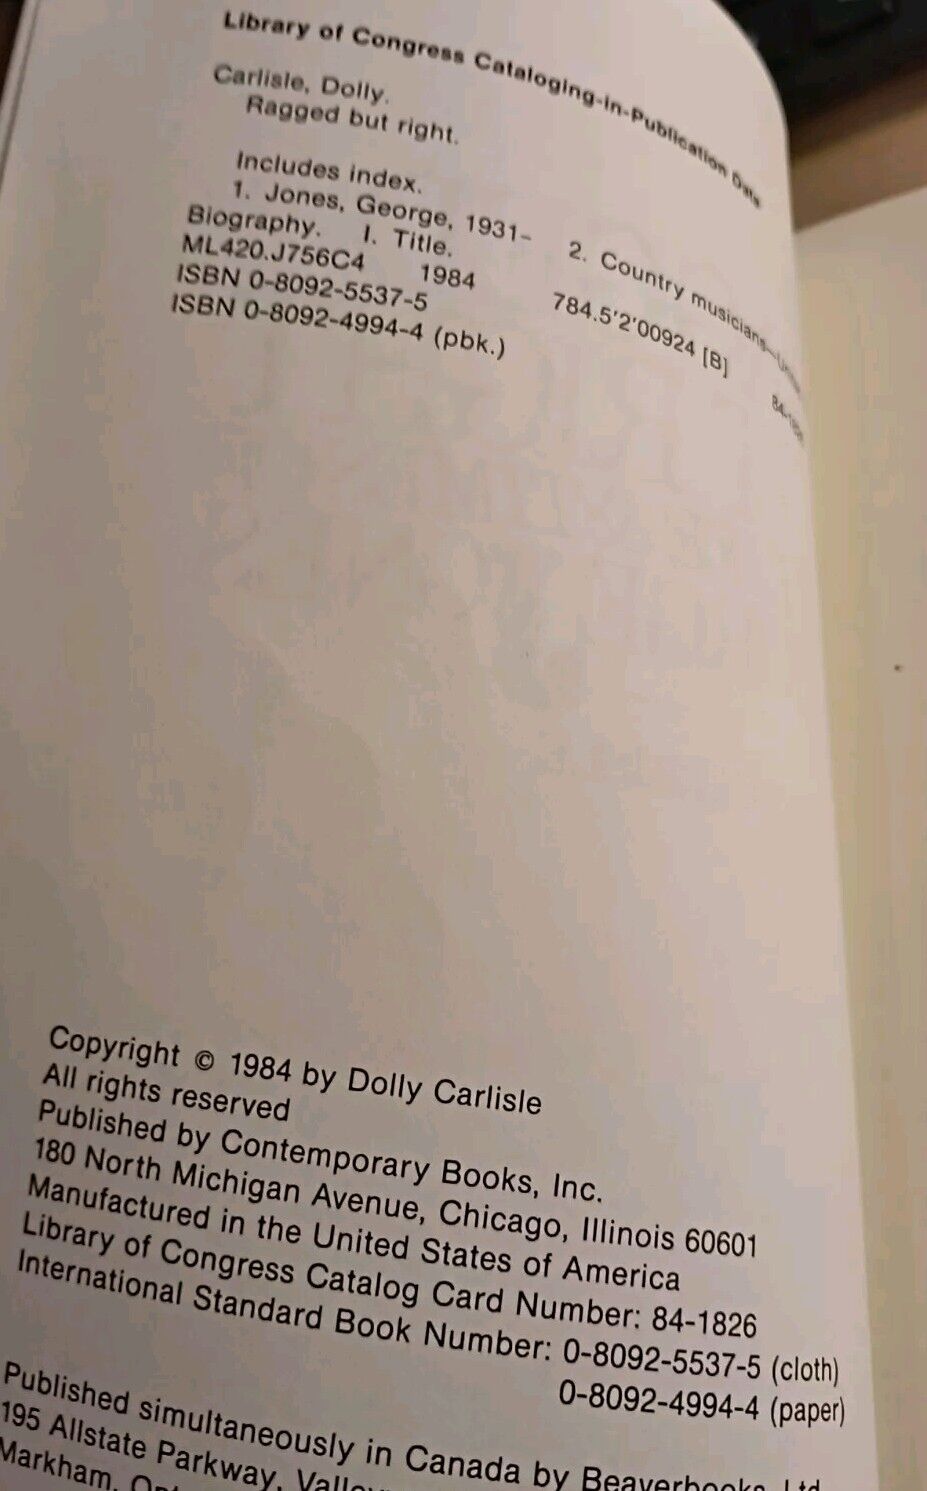 Library of Congress Cataloging-in-Publication Data
Carlisle, Dolly.
Ragged but right.
Includes index.
1. Jones, George, 1931– 2. Country musicians—
Biography. I. Title.
ML420.J756C4 1984 784.5′2′00924 [B]
ISBN 0-8092-5537-5
ISBN 0-8092-4994-4 (pbk.)
Copyright © 1984 by Dolly Carlisle
All rights reserved
Published by Contemporary Books, Inc.
180 North Michigan Avenue, Chicago, Illinois 60601
Manufactured in the United States of America
Library of Congress Catalog Card Number: 84-1826
International Standard Book Number: 0-8092-5537-5 (cloth)
0-8092-4994-4 (paper)
Published simultaneously in Canada by Beaverbooks, Ltd.
195 Allstate Parkway,
Markham,